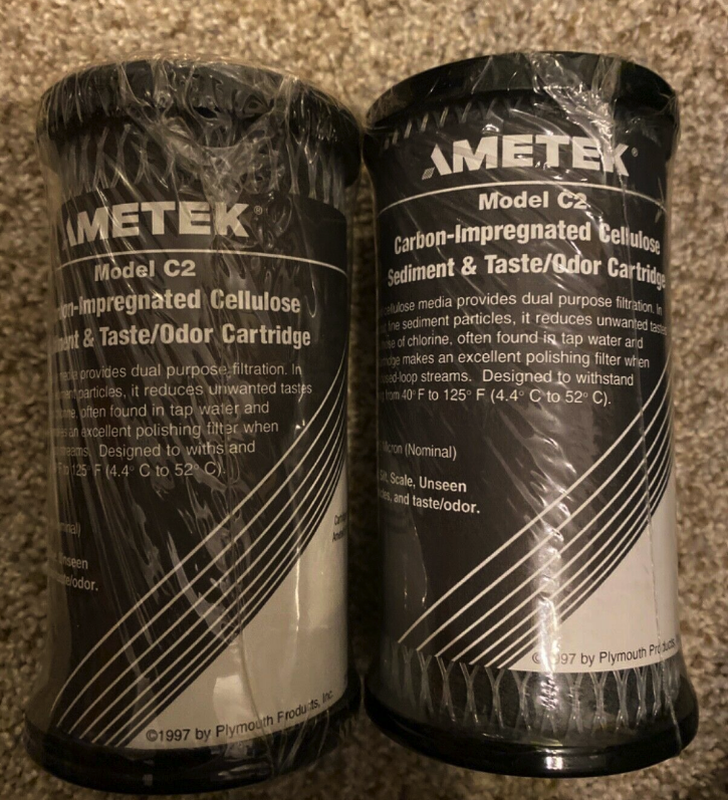 AMETEK®
Model C2
-Impregnated Cellulose
& Taste/Odor Cartridge
provides dual purpose filtration. In
particles, it reduces unwanted tastes
often found in tap water and
an excellent polishing filter when
Designed to withstand
125° F (4.4° C to 52° C).
Unseen
©1997 by Plymouth Products, Inc.
AMETEK®
Model C2
Carbon-Impregnated Cellulose
Sediment & Taste/Odor Cartridge
cellulose media provides dual purpose filtration. In
fine sediment particles, it reduces unwanted tastes
of chlorine, often found in tap water and
makes an excellent polishing filter when
-loop streams. Designed to withstand
from 40° F to 125° F (4.4° C to 52° C).
Micron (Nominal)
Scale, Unseen
and taste/odor.
97 by Plymouth Products